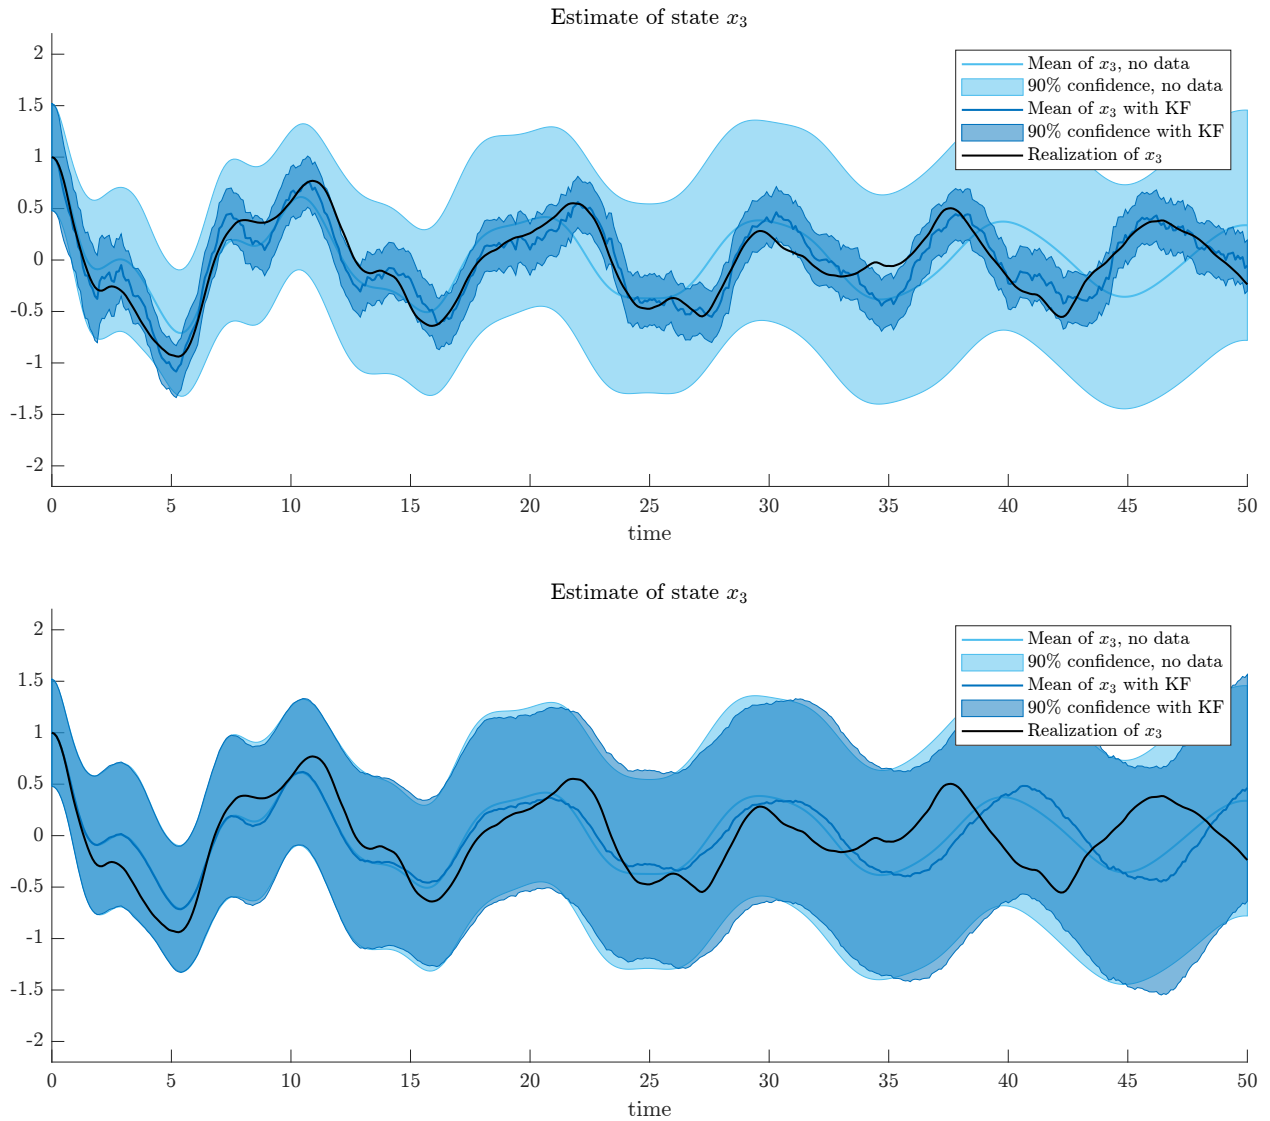 Estimate of state x₃
2
1.5
1
0.5
0
-0.5
-1
-1.5
-2
Mean of x₃, no data
90% confidence, no data
Mean of x₃ with KF
90% confidence with KF
Realization of x₃
0 5 10 15 20 25 30 35 40 45 50
time
Estimate of state x₃
2
1.5
1
0.5
0
-0.5
-1
-1.5
-2
Mean of x₃, no data
90% confidence, no data
Mean of x₃ with KF
90% confidence with KF
Realization of x₃
0 5 10 15 20 25 30 35 40 45 50
time